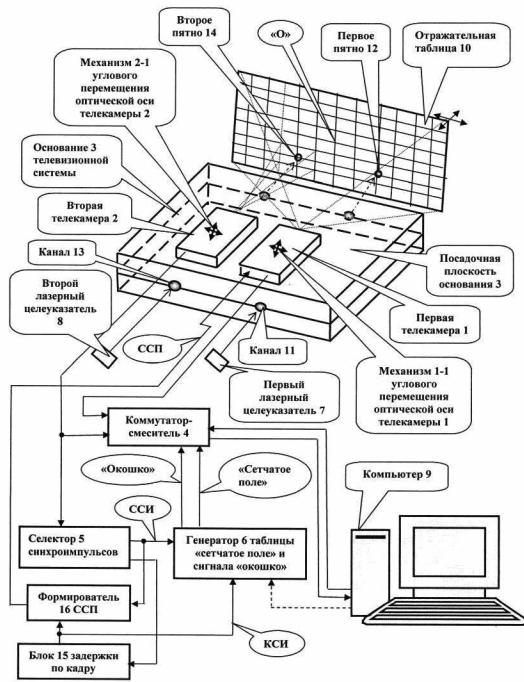 Второе
пятно 14
«О»
Первое
пятно 12
Отражательная
таблица 10
Механизм 2-1
углового
перемещения
оптической оси
телекамеры 2
Основание 3
телевизионной
системы
Вторая
телекамера 2
Канал 13
Второй
лазерный
целеуказатель
8
ССП
Канал 11
Первый лазерный
целеуказатель 7
Посадочная
плоскость
основания 3
Первая
телекамера 1
Механизм 1-1
углового
перемещения
оптической оси
телекамеры 1
Коммутатор-
смеситель 4
«Окошко»
«Сетчатое
поле»
Компьютер 9
ССИ
Селектор 5
синхроимпульсов
Генератор 6 таблицы
«сетчатое поле» и
сигнала «окошко»
Формирователь
16 ССП
Блок 15 задержки
по кадру
КСИ